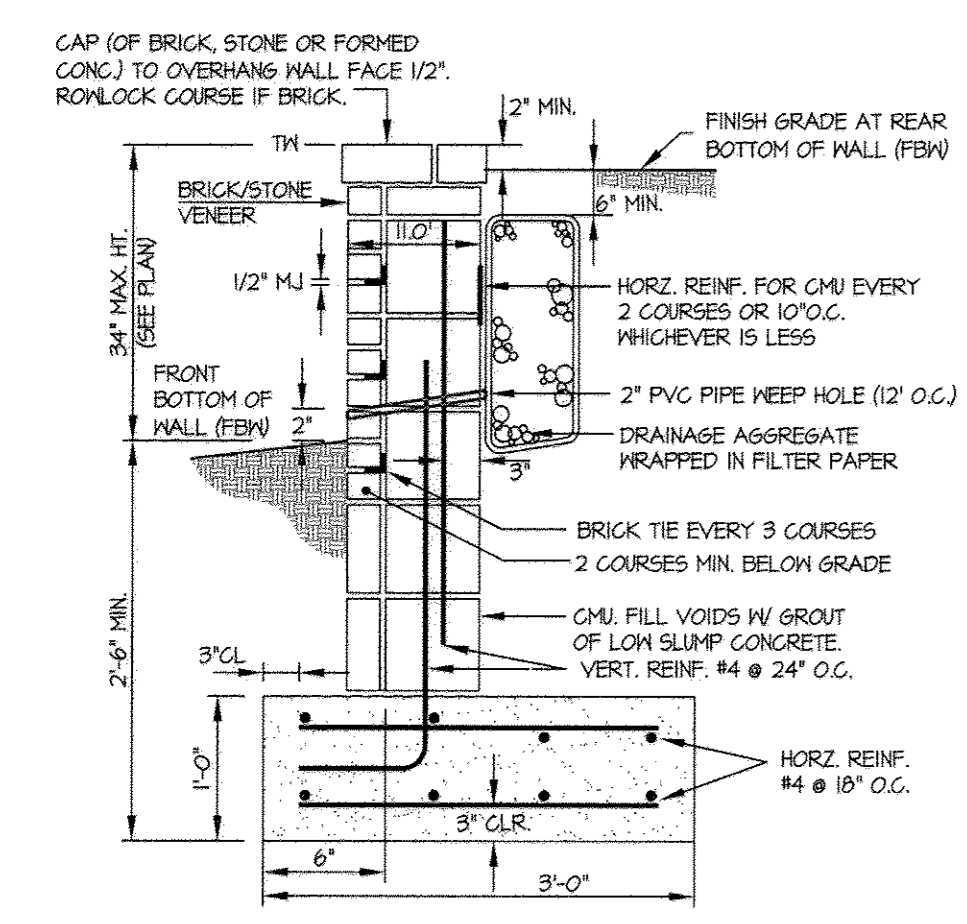 CAP (OF BRICK, STONE OR FORMED
CONC.) TO OVERHANG WALL FACE 1/2".
ROWLOCK COURSE IF BRICK.
2" MIN.
TW
FINISH GRADE AT REAR
BOTTOM OF WALL (FBW)
BRICK/STONE
VENEER
6" MIN.
11.0'
1/2" MJ
34" MAX. HT.
(SEE PLAN)
HORZ. REINF. FOR CMU EVERY
2 COURSES OR 10"O.C.
WHICHEVER IS LESS
FRONT
BOTTOM OF
WALL (FBW)
2"
2" PVC PIPE WEEP HOLE (12' O.C.)
DRAINAGE AGGREGATE
WRAPPED IN FILTER PAPER
3"
BRICK TIE EVERY 3 COURSES
2 COURSES MIN. BELOW GRADE
2'-6" MIN.
CMU. FILL VOIDS W/ GROUT
OF LOW SLUMP CONCRETE.
3"CL
VERT. REINF. #4 @ 24" O.C.
1'-0"
HORZ. REINF.
#4 @ 18" O.C.
3" CLR.
6"
3'-0"